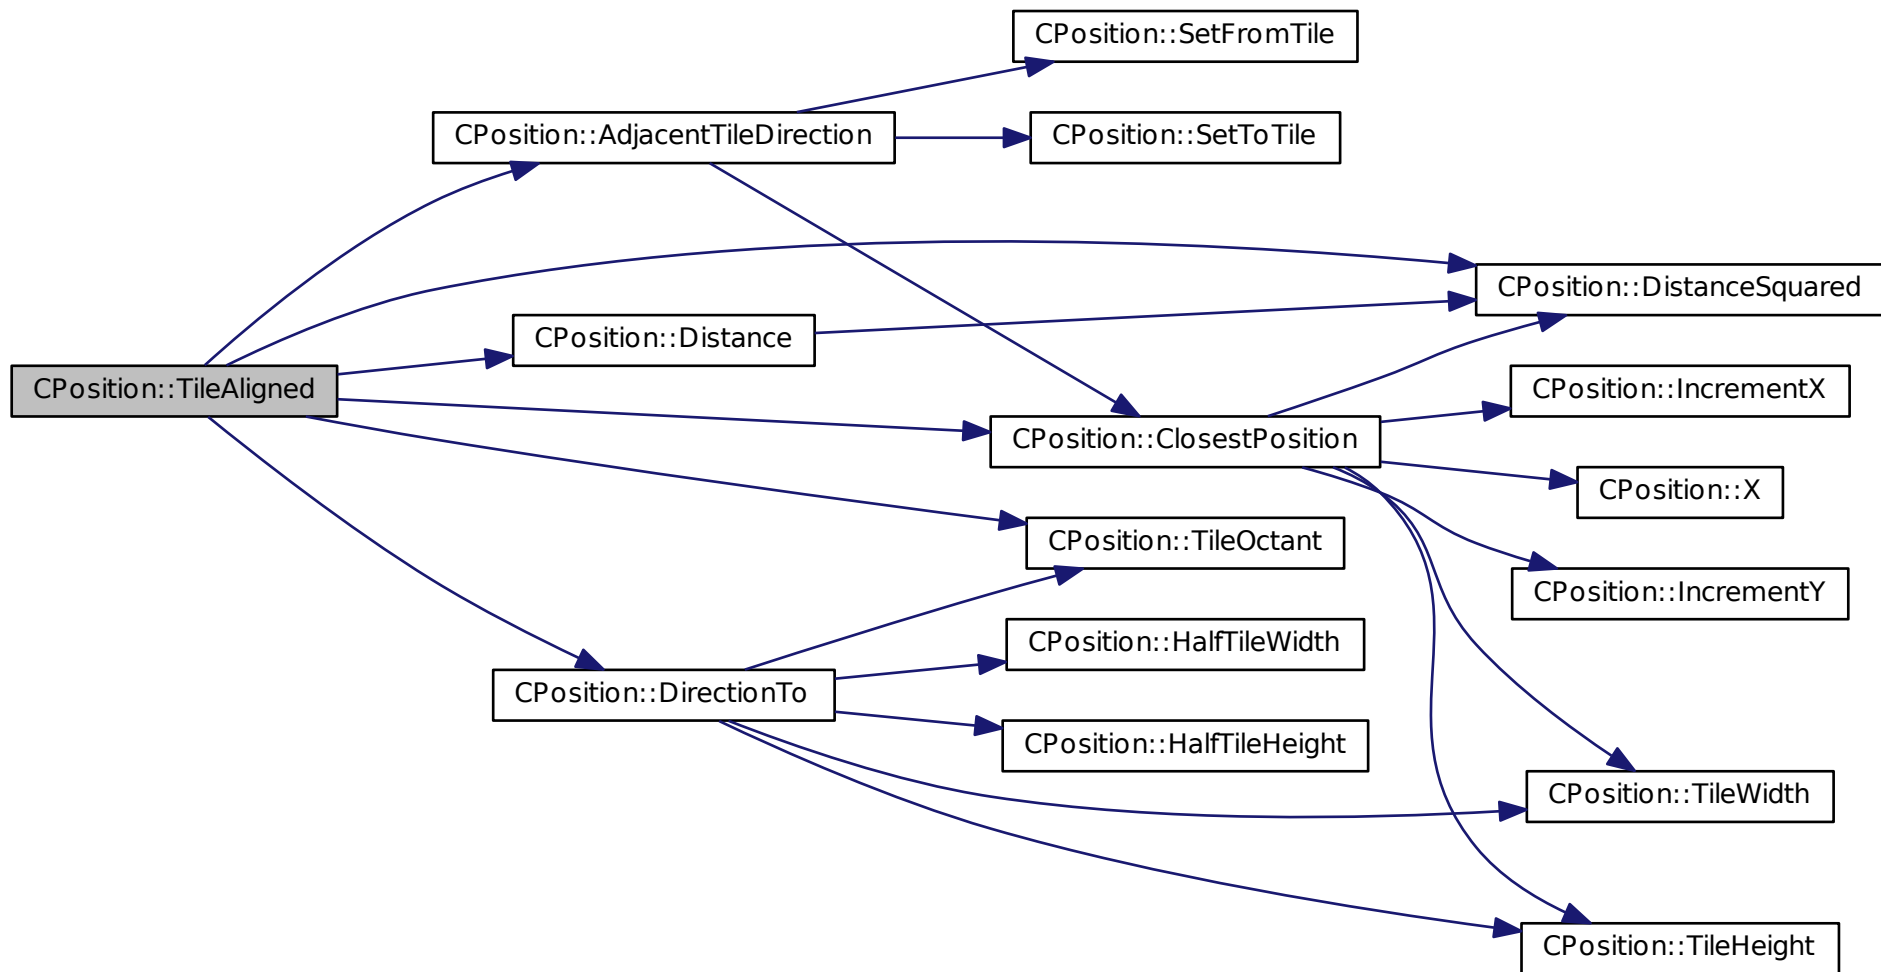 CPosition::SetFromTile
CPosition::AdjacentTileDirection
CPosition::SetToTile
CPosition::DistanceSquared
CPosition::Distance
CPosition::TileAligned
CPosition::IncrementX
CPosition::ClosestPosition
CPosition::X
CPosition::TileOctant
CPosition::IncrementY
CPosition::HalfTileWidth
CPosition::DirectionTo
CPosition::HalfTileHeight
CPosition::TileWidth
CPosition::TileHeight